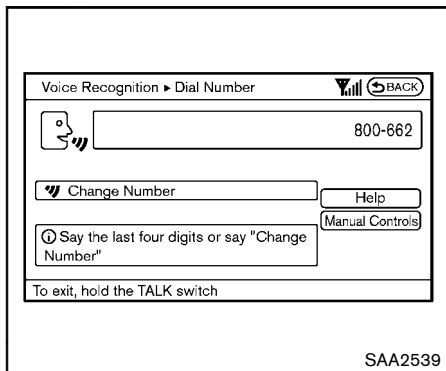 Voice Recognition ▸ Dial Number BACK
800-662
Change Number
Help
Manual Controls
Say the last four digits or say "Change
Number"
To exit, hold the TALK switch
SAA2539